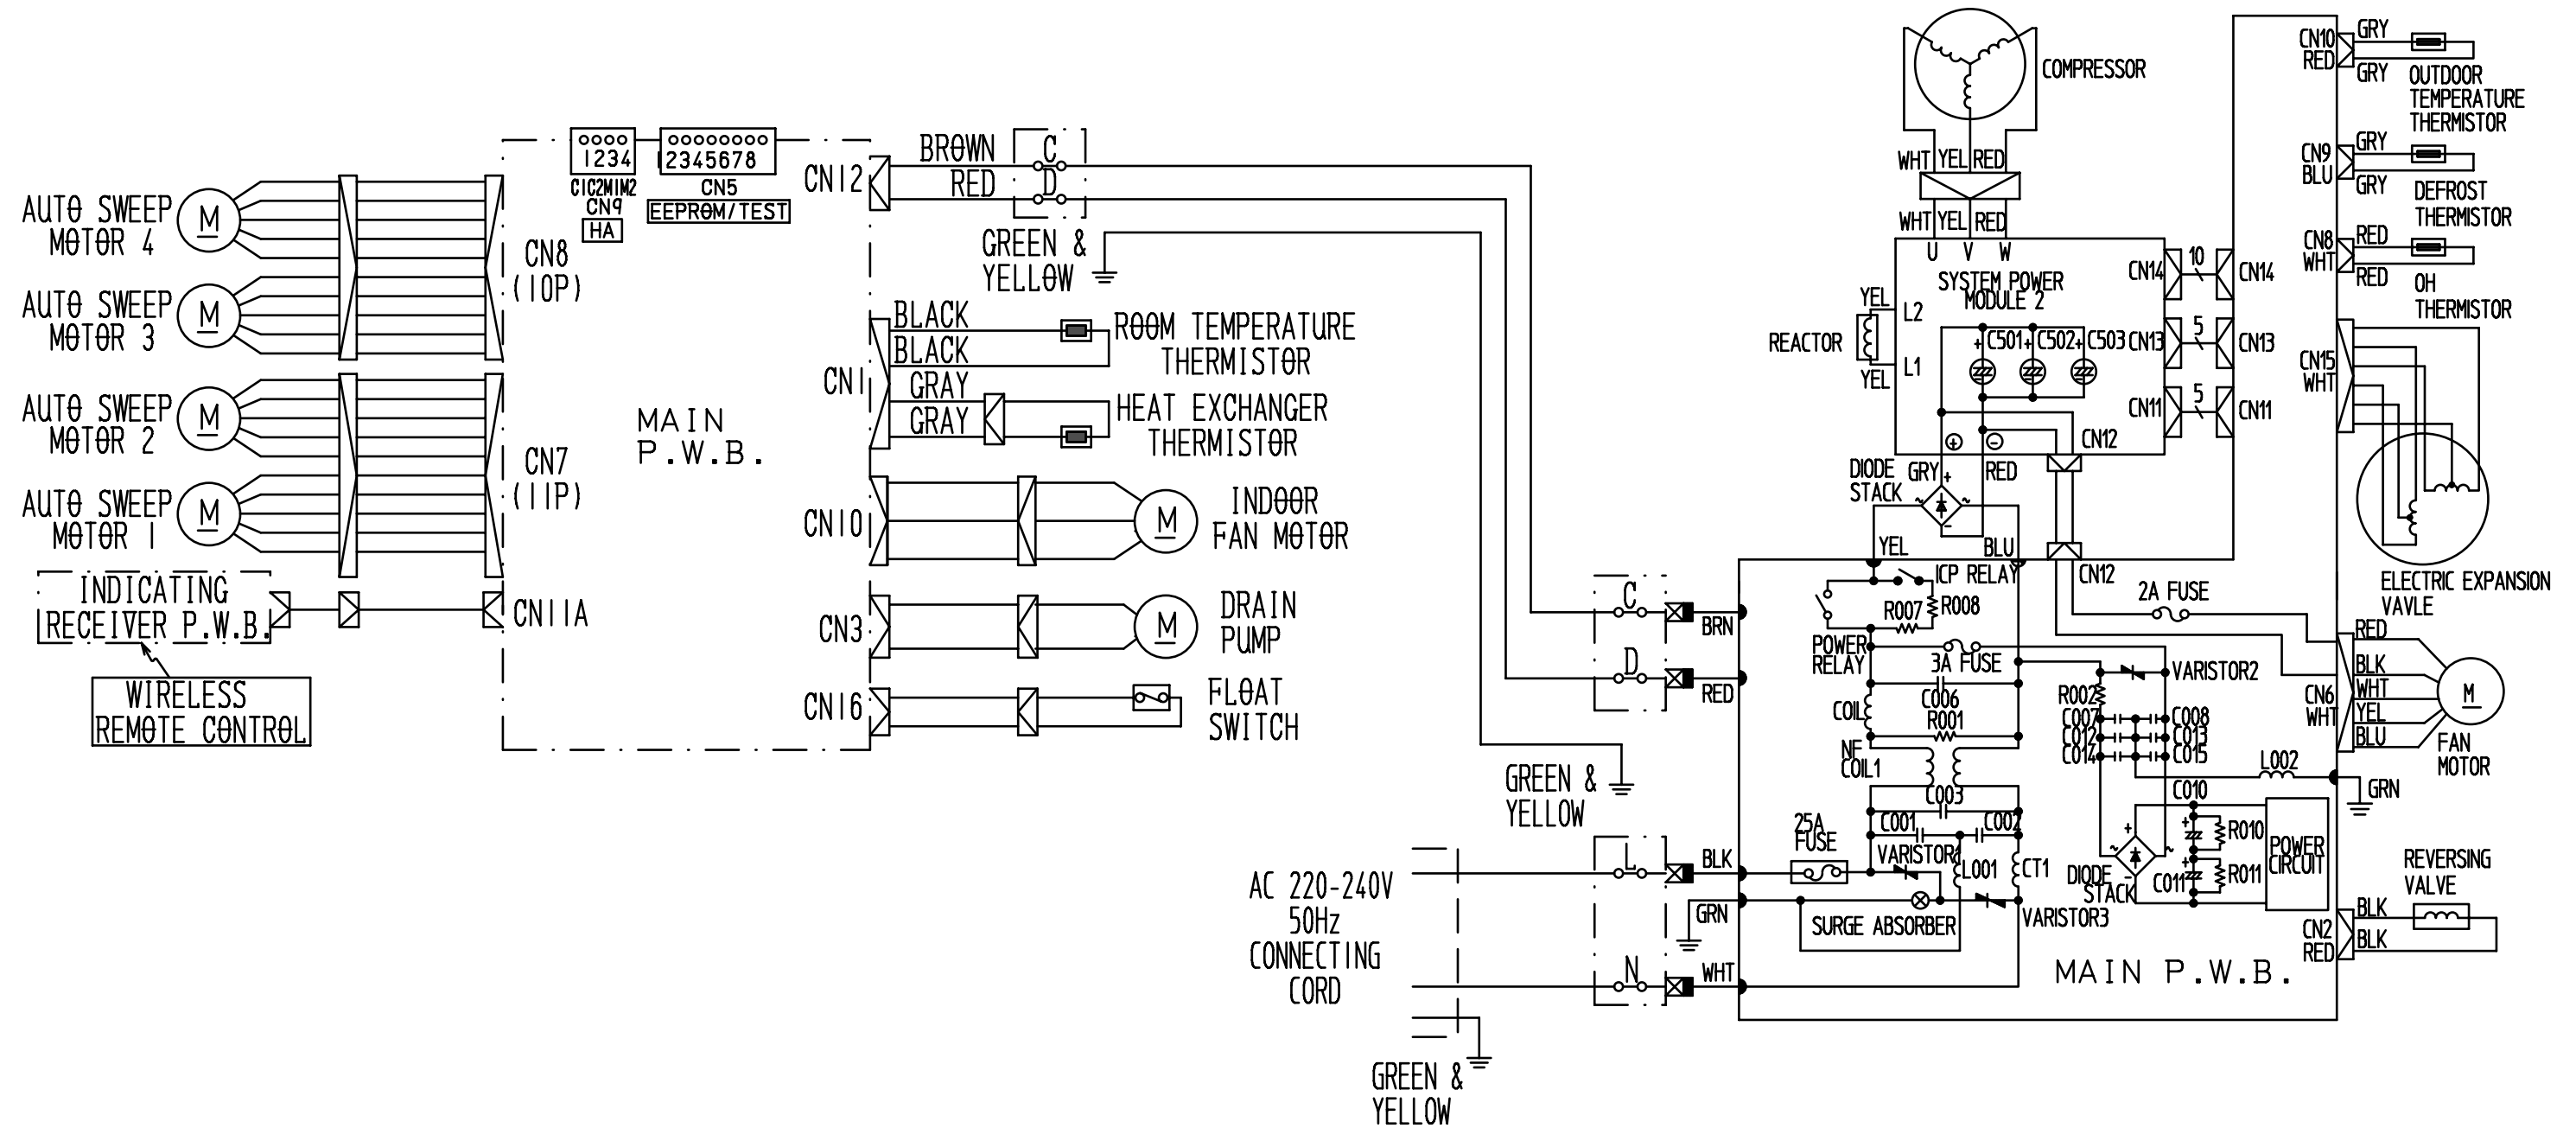 1234
C1C2M1M2
CN9
HA
12345678
CN5
EEPROM/TEST
AUTO SWEEP
MOTOR 4
AUTO SWEEP
MOTOR 3
AUTO SWEEP
MOTOR 2
AUTO SWEEP
MOTOR 1
M
M
M
M
CN8
(10P)
CN7
(11P)
INDICATING
RECEIVER P.W.B.
CN11A
WIRELESS
REMOTE CONTROL
MAIN
P.W.B.
CN12
BROWN
RED
C
D
GREEN &
YELLOW
CN1
BLACK
BLACK
GRAY
GRAY
ROOM TEMPERATURE
THERMISTOR
HEAT EXCHANGER
THERMISTOR
CN10
M
INDOOR
FAN MOTOR
CN3
M
DRAIN
PUMP
CN16
FLOAT
SWITCH
GREEN &
YELLOW
AC 220-240V
50Hz
CONNECTING
CORD
GREEN &
YELLOW
C
D
L
N
BRN
RED
BLK
GRN
WHT
COMPRESSOR
WHT YEL RED
WHT YEL RED
U V W
SYSTEM POWER
MODULE 2
REACTOR
YEL
YEL
L2
L1
+ C501 + C502 + C503
CN14
CN13
CN11
10
5
5
CN14
CN13
CN11
+
-
CN12
DIODE
STACK
GRY
+
RED
~ ~
-
YEL
BLU
CN12
ICP RELAY
R007
R008
POWER
RELAY
3A FUSE
C006
COIL
R001
NF
COIL1
C003
C001
C002
25A
FUSE
VARISTOR1
L001
CT1
SURGE ABSORBER
VARISTOR3
2A FUSE
VARISTOR2
R002
C007
C008
C012
C013
C014
C015
L002
C010
+
R010
+
C011
R011
+
~ ~
-
DIODE
STACK
POWER
CIRCUIT
MAIN P.W.B.
CN10
RED
GRY
GRY
OUTDOOR
TEMPERATURE
THERMISTOR
CN9
BLU
GRY
GRY
DEFROST
THERMISTOR
CN8
WHT
RED
RED
OH
THERMISTOR
CN15
WHT
ELECTRIC EXPANSION
VAVLE
CN6
WHT
RED
BLK
WHT
YEL
BLU
M
FAN
MOTOR
GRN
REVERSING
VALVE
CN2
RED
BLK
BLK